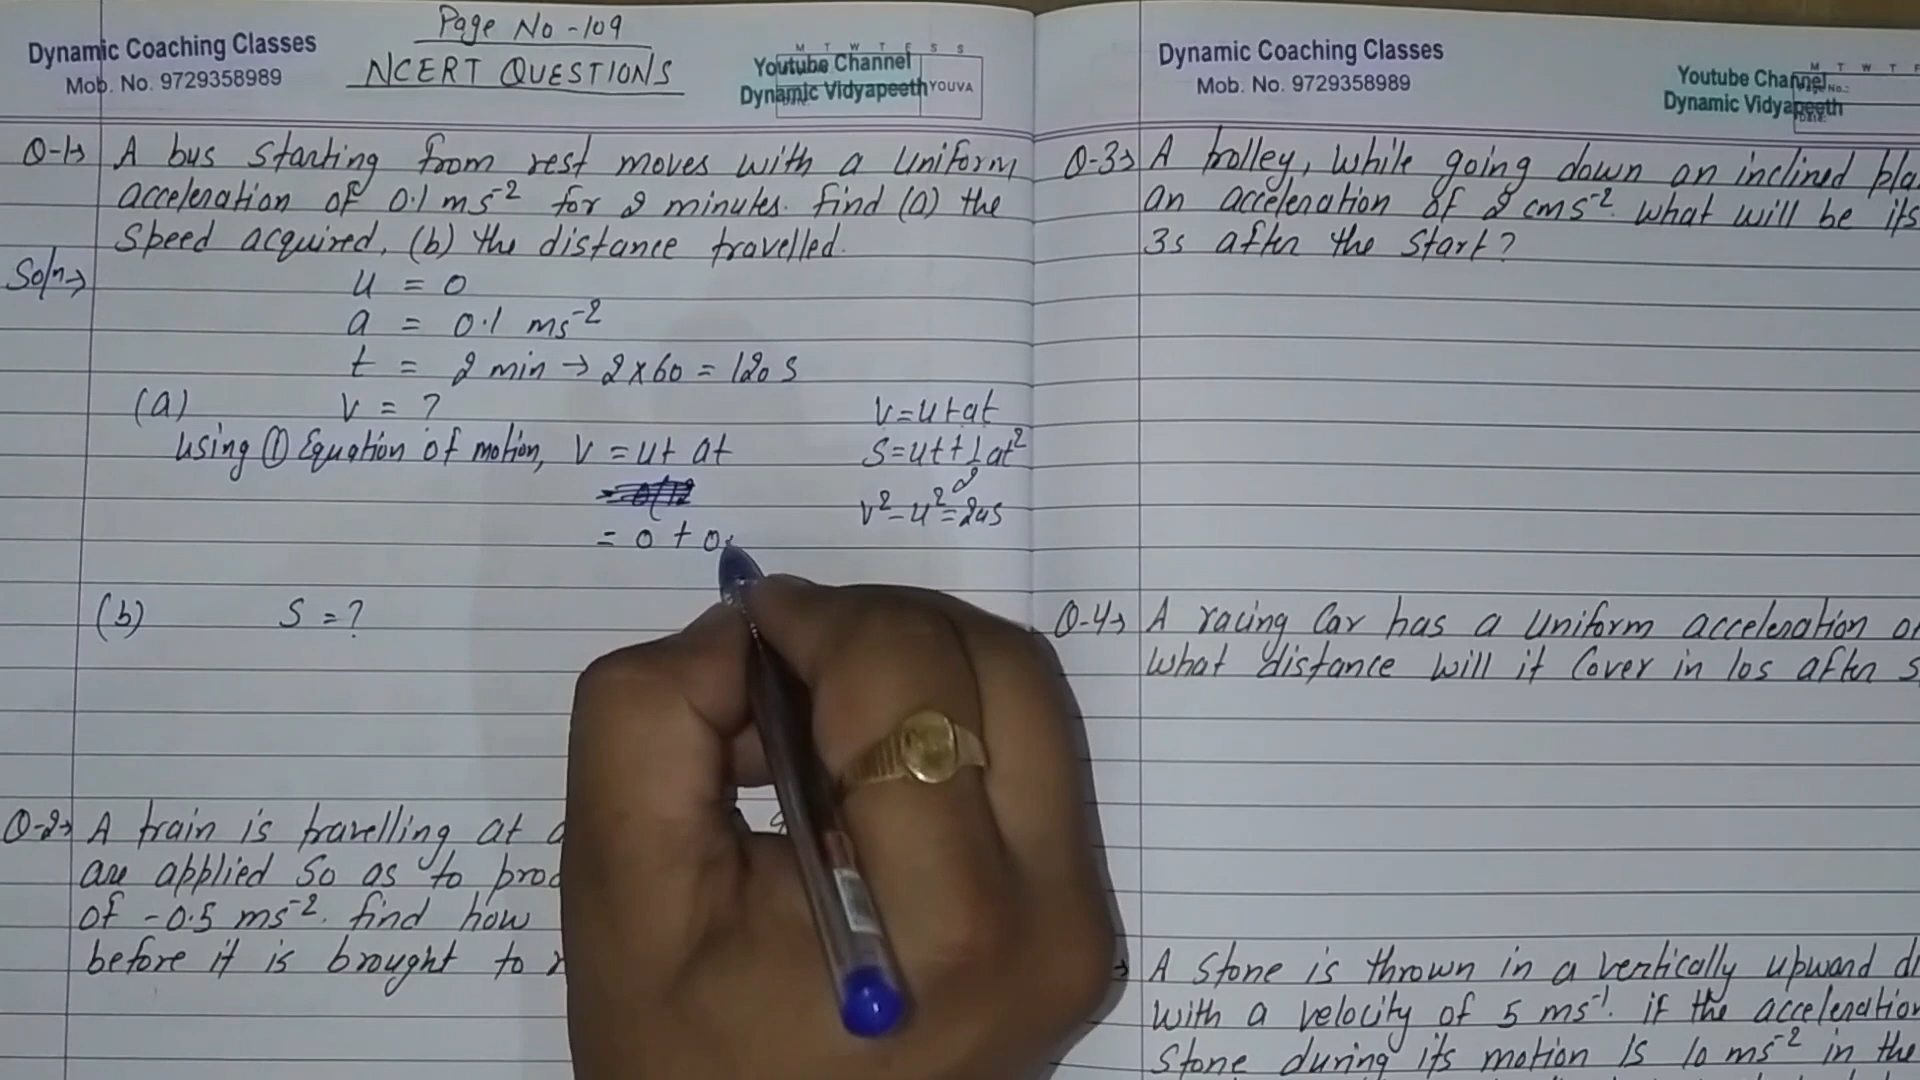 Page No-109
Dynamic Coaching Classes
Mob. No. 9729358989
NCERT QUESTIONS
M T W T F S S
Youtube Channel
Dynamic Vidyapeeth
YOUVA
Q-1→ A bus starting from rest moves with a uniform
acceleration of 0.1 ms⁻² for 2 minutes. find (a) the
speed acquired, (b) the distance travelled.
Soln→
u = 0
a = 0.1 ms⁻²
t = 2 min → 2×60 = 120 s
(a) v = ?
using ① Equation of motion, v = u+ at
= 0 + 0.
v=u+at
s=ut+1/2 at²
v²-u²=2as
(b) S = ?
Q-2→ A train is travelling at a
are applied so as to prod
of -0.5 ms⁻². find how
before it is brought to r
Dynamic Coaching Classes
Mob. No. 9729358989
M T W T F
Youtube Channel
Dynamic Vidyapeeth
Q-3→ A trolley, while going down an inclined pla
an acceleration of 2 cms⁻². what will be its
3s after the start?
Q-4→ A racing Car has a uniform acceleration of
what distance will it Cover in 10s after s
A stone is thrown in a vertically upward di
with a velocity of 5 ms⁻¹. if the acceleration
stone during its motion is 10 ms⁻² in the